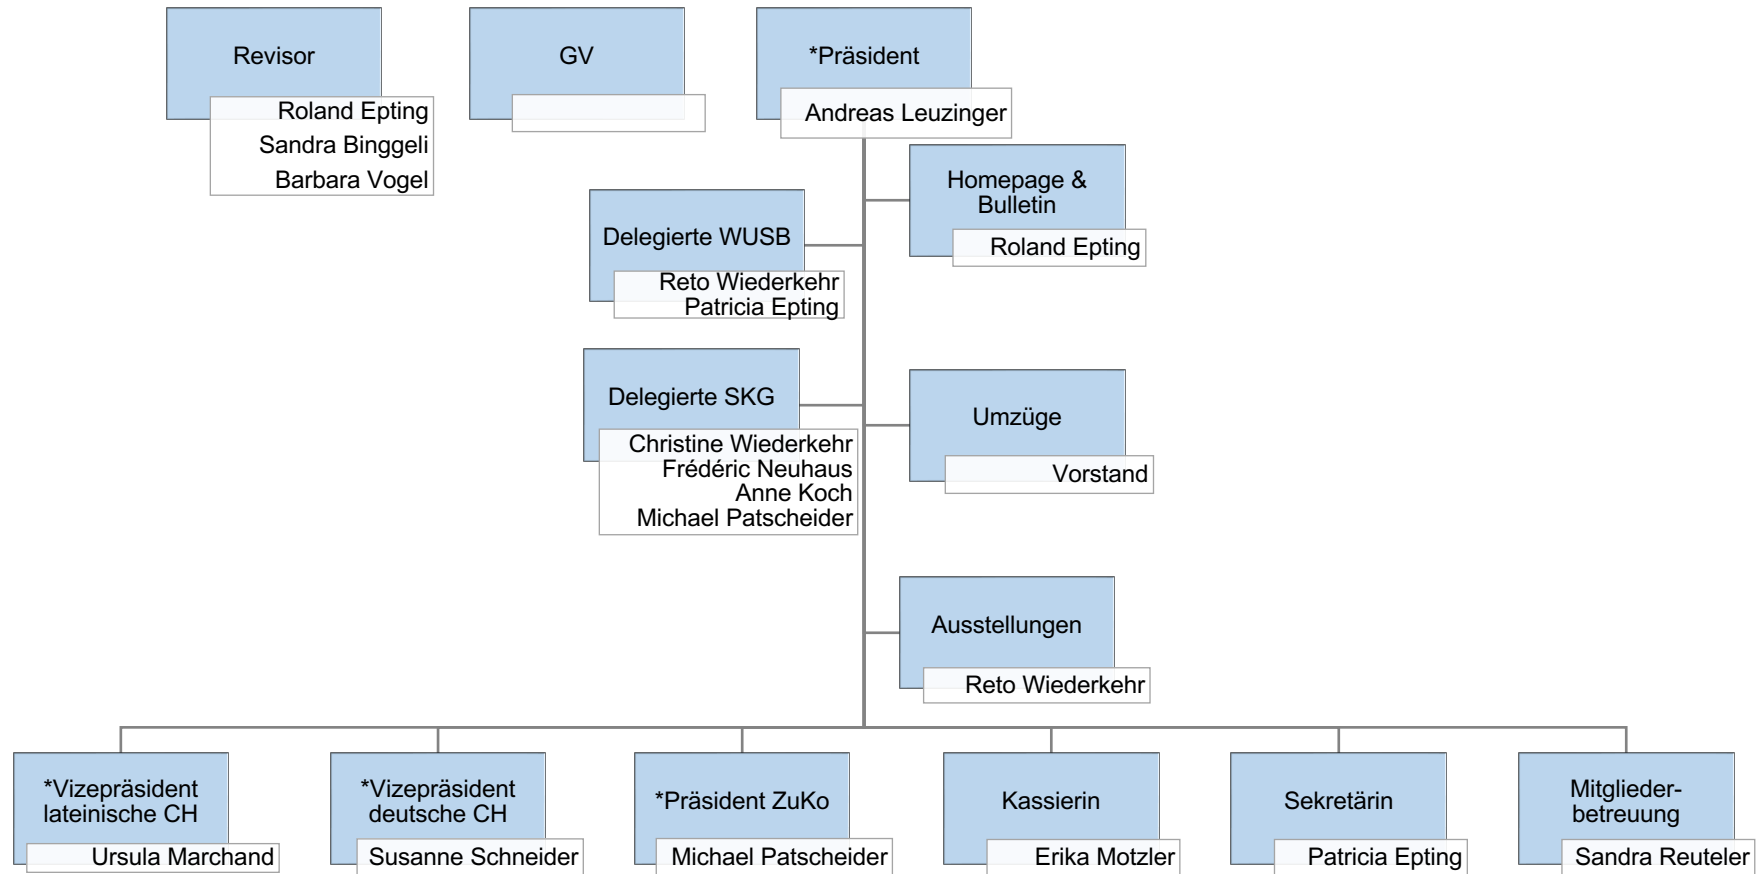 Revisor
Roland Epting
Sandra Binggeli
Barbara Vogel
GV
*Präsident
Andreas Leuzinger
Homepage &
Bulletin
Roland Epting
Delegierte WUSB
Reto Wiederkehr
Patricia Epting
Delegierte SKG
Christine Wiederkehr
Frédéric Neuhaus
Anne Koch
Michael Patscheider
Umzüge
Vorstand
Ausstellungen
Reto Wiederkehr
*Vizepräsident
lateinische CH
Ursula Marchand
*Vizepräsident
deutsche CH
Susanne Schneider
*Präsident ZuKo
Michael Patscheider
Kassierin
Erika Motzler
Sekretärin
Patricia Epting
Mitglieder-
betreuung
Sandra Reuteler